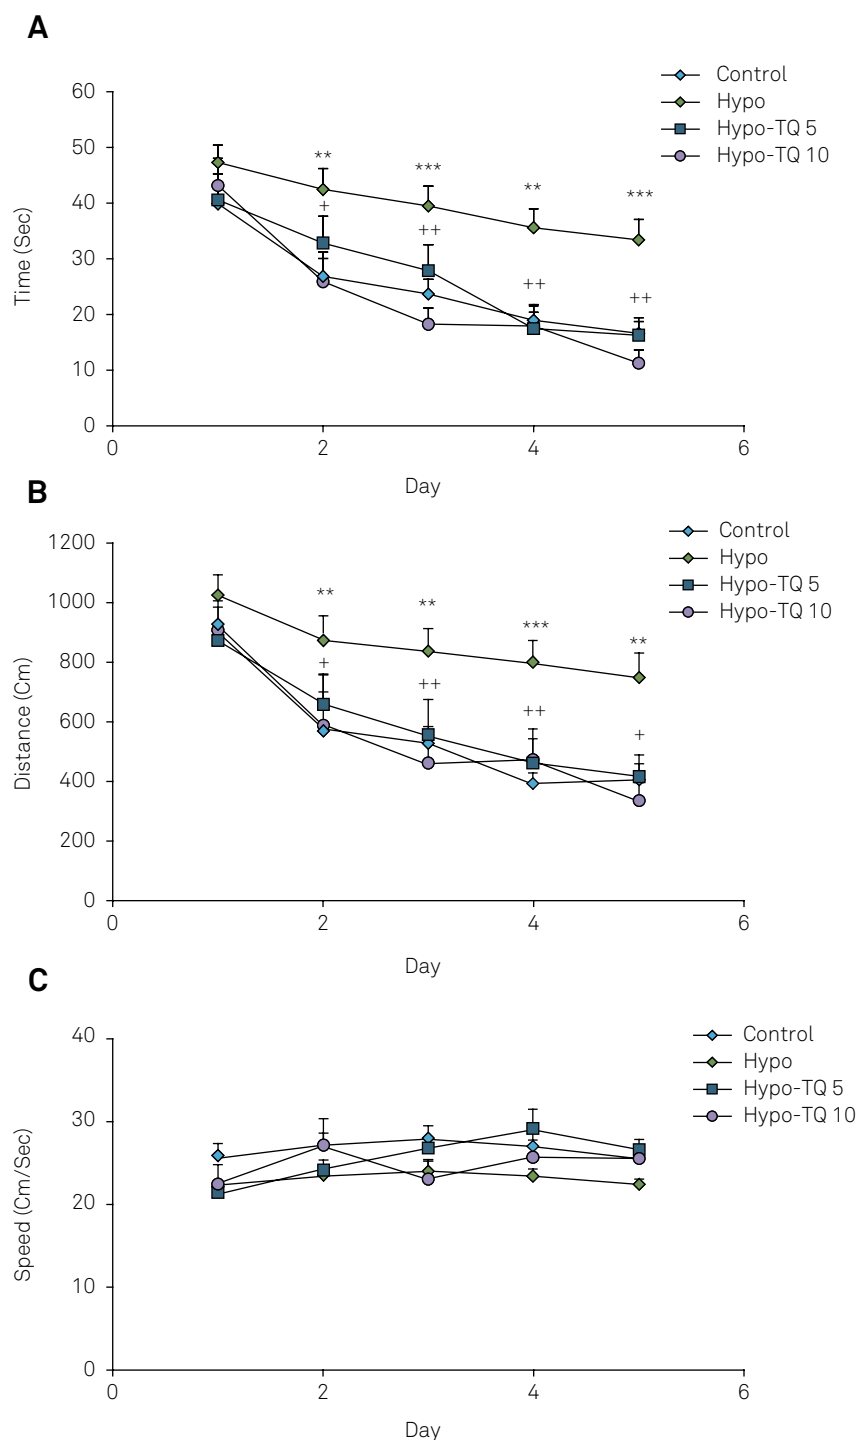 A
Control
Hypo
Hypo-TQ 5
Hypo-TQ 10
60
50
40
30
20
10
0
** *** ** ***
+ ++ ++ ++
Time (Sec)
0 2 4 6
Day
B
Control
Hypo
Hypo-TQ 5
Hypo-TQ 10
1200
1000
800
600
400
200
0
** ** *** **
+ ++ ++ +
Distance (Cm)
0 2 4 6
Day
C
Control
Hypo
Hypo-TQ 5
Hypo-TQ 10
40
30
20
10
0
Speed (Cm/Sec)
0 2 4 6
Day